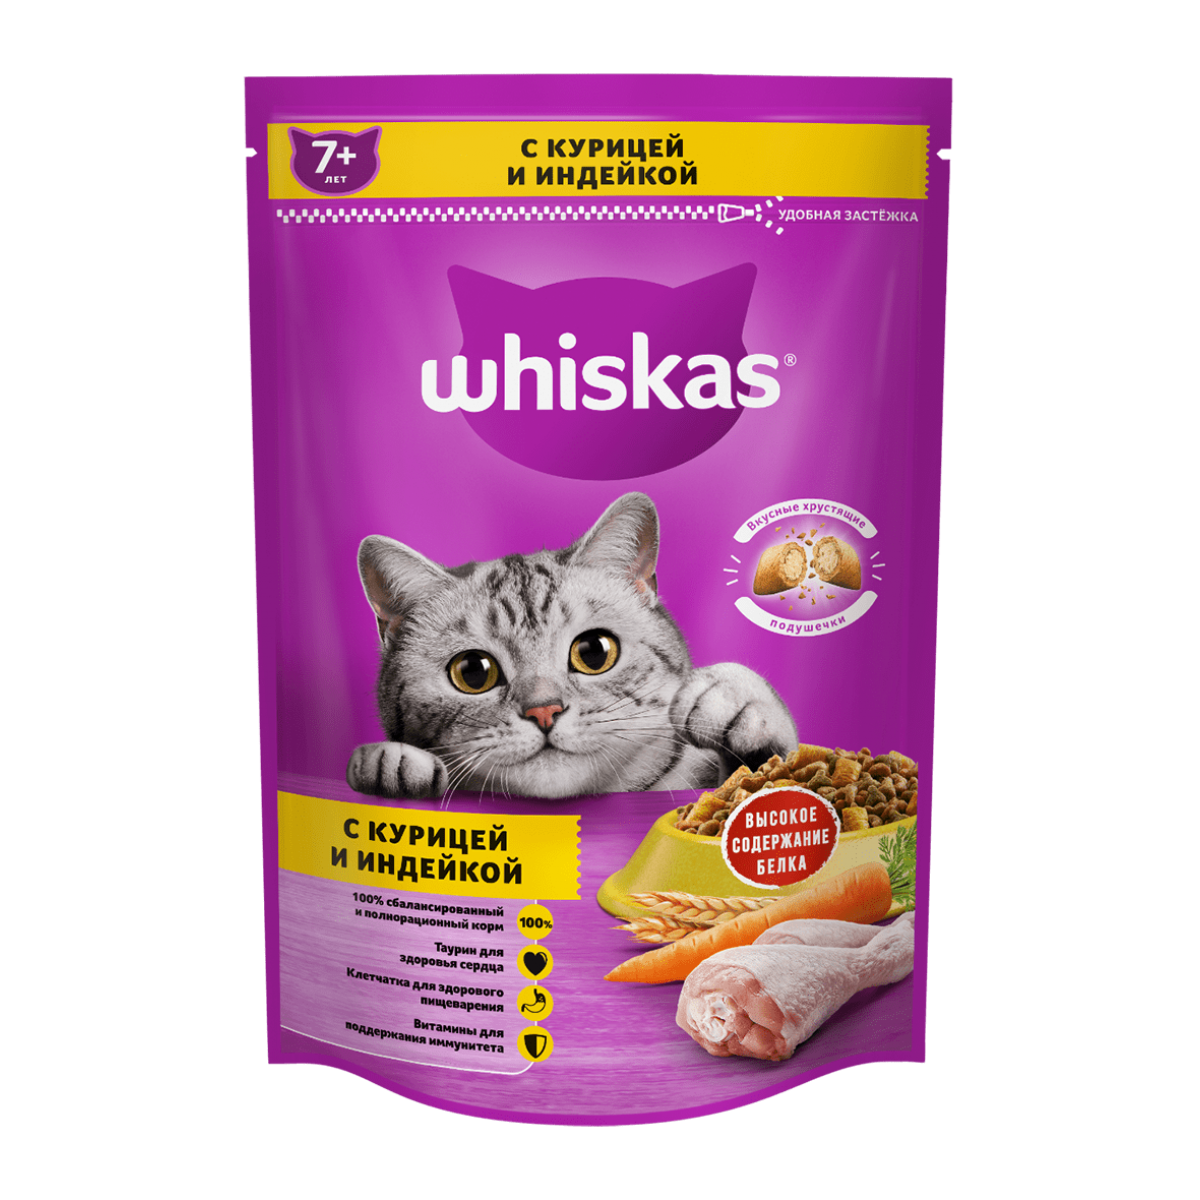 7+
ЛЕТ
С КУРИЦЕЙ
И ИНДЕЙКОЙ
УДОБНАЯ ЗАСТЁЖКА
whiskas®
Вкусные хрустящие
подушечки
ВЫСОКОЕ
СОДЕРЖАНИЕ
БЕЛКА
С КУРИЦЕЙ
И ИНДЕЙКОЙ
100% сбалансированный
и полнорационный корм
100%
Таурин для
здоровья сердца
Клетчатка для здорового
пищеварения
Витамины для
поддержания иммунитета